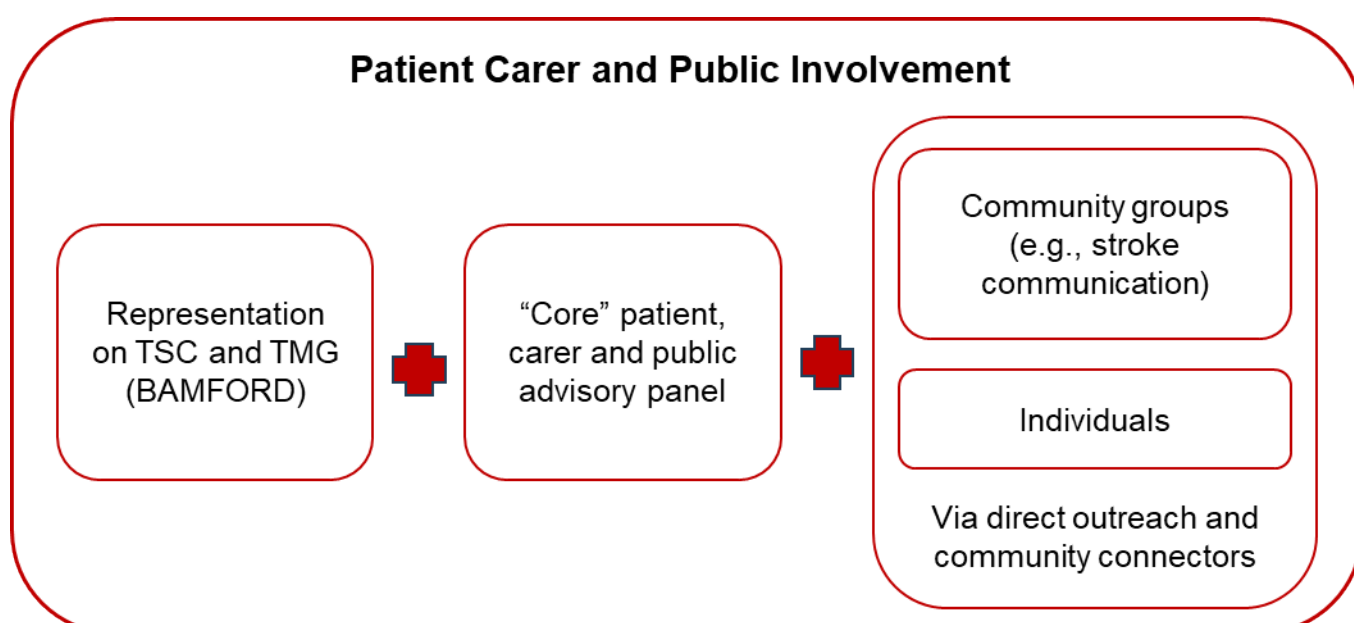 Patient Carer and Public Involvement
Representation
on TSC and TMG
(BAMFORD)
“Core” patient,
carer and public
advisory panel
Community groups
(e.g., stroke
communication)
Individuals
Via direct outreach and
community connectors